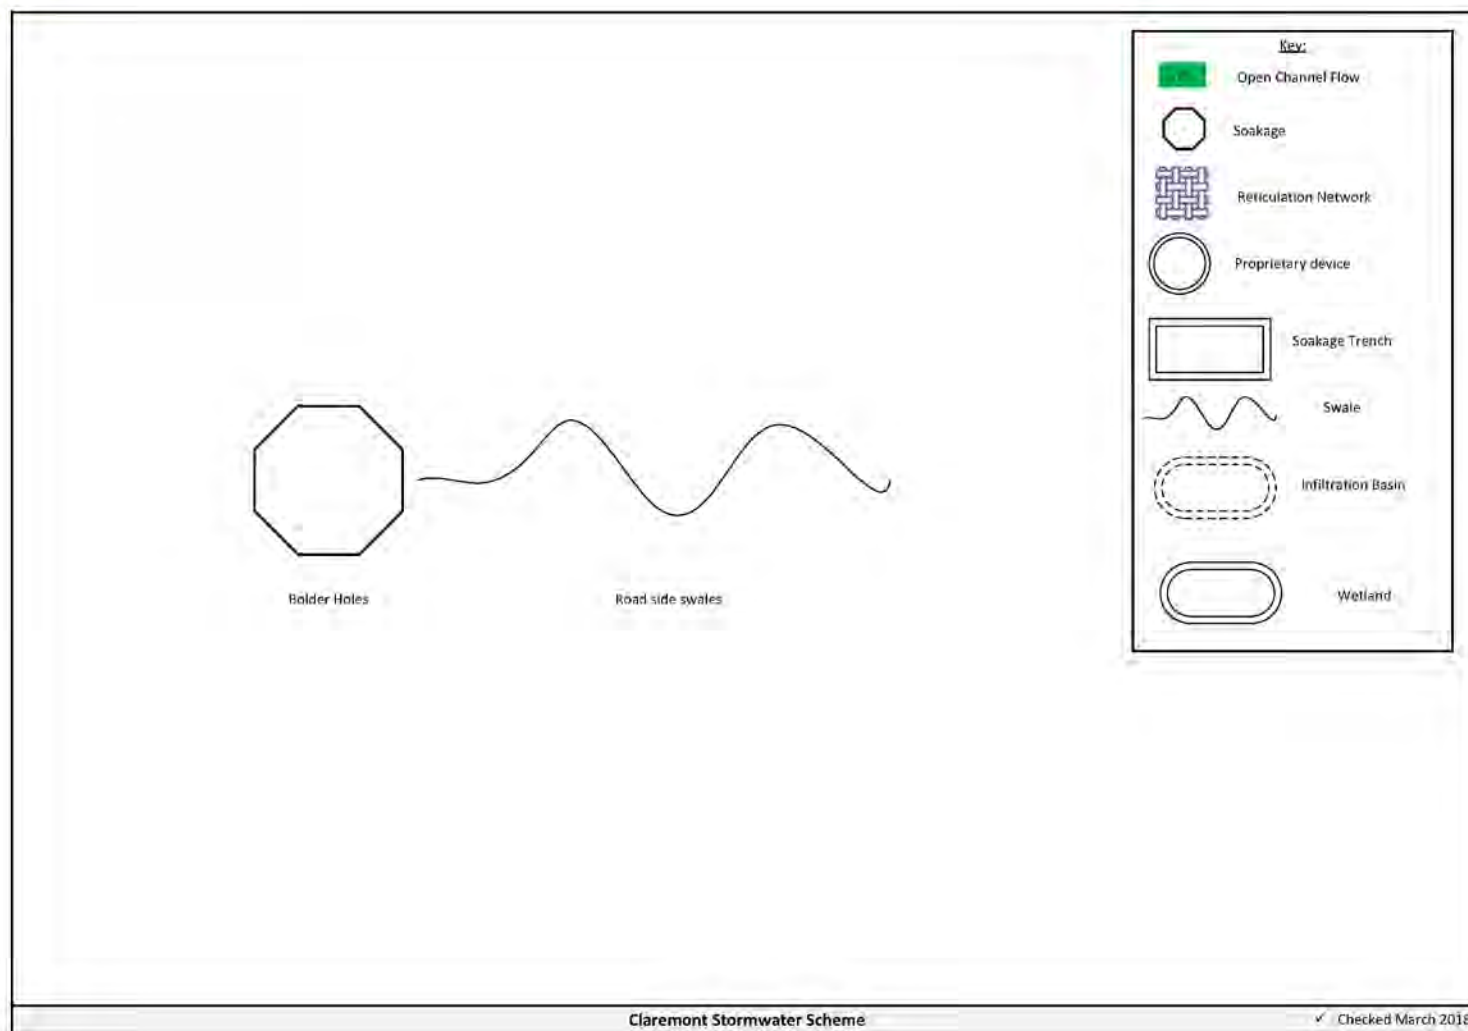 Key:
Open Channel Flow
Soakage
Reticulation Network
Proprietary device
Soakage Trench
Swale
Infiltration Basin
Wetland
Bolder Holes
Road side swales
Claremont Stormwater Scheme
✓ Checked March 2018